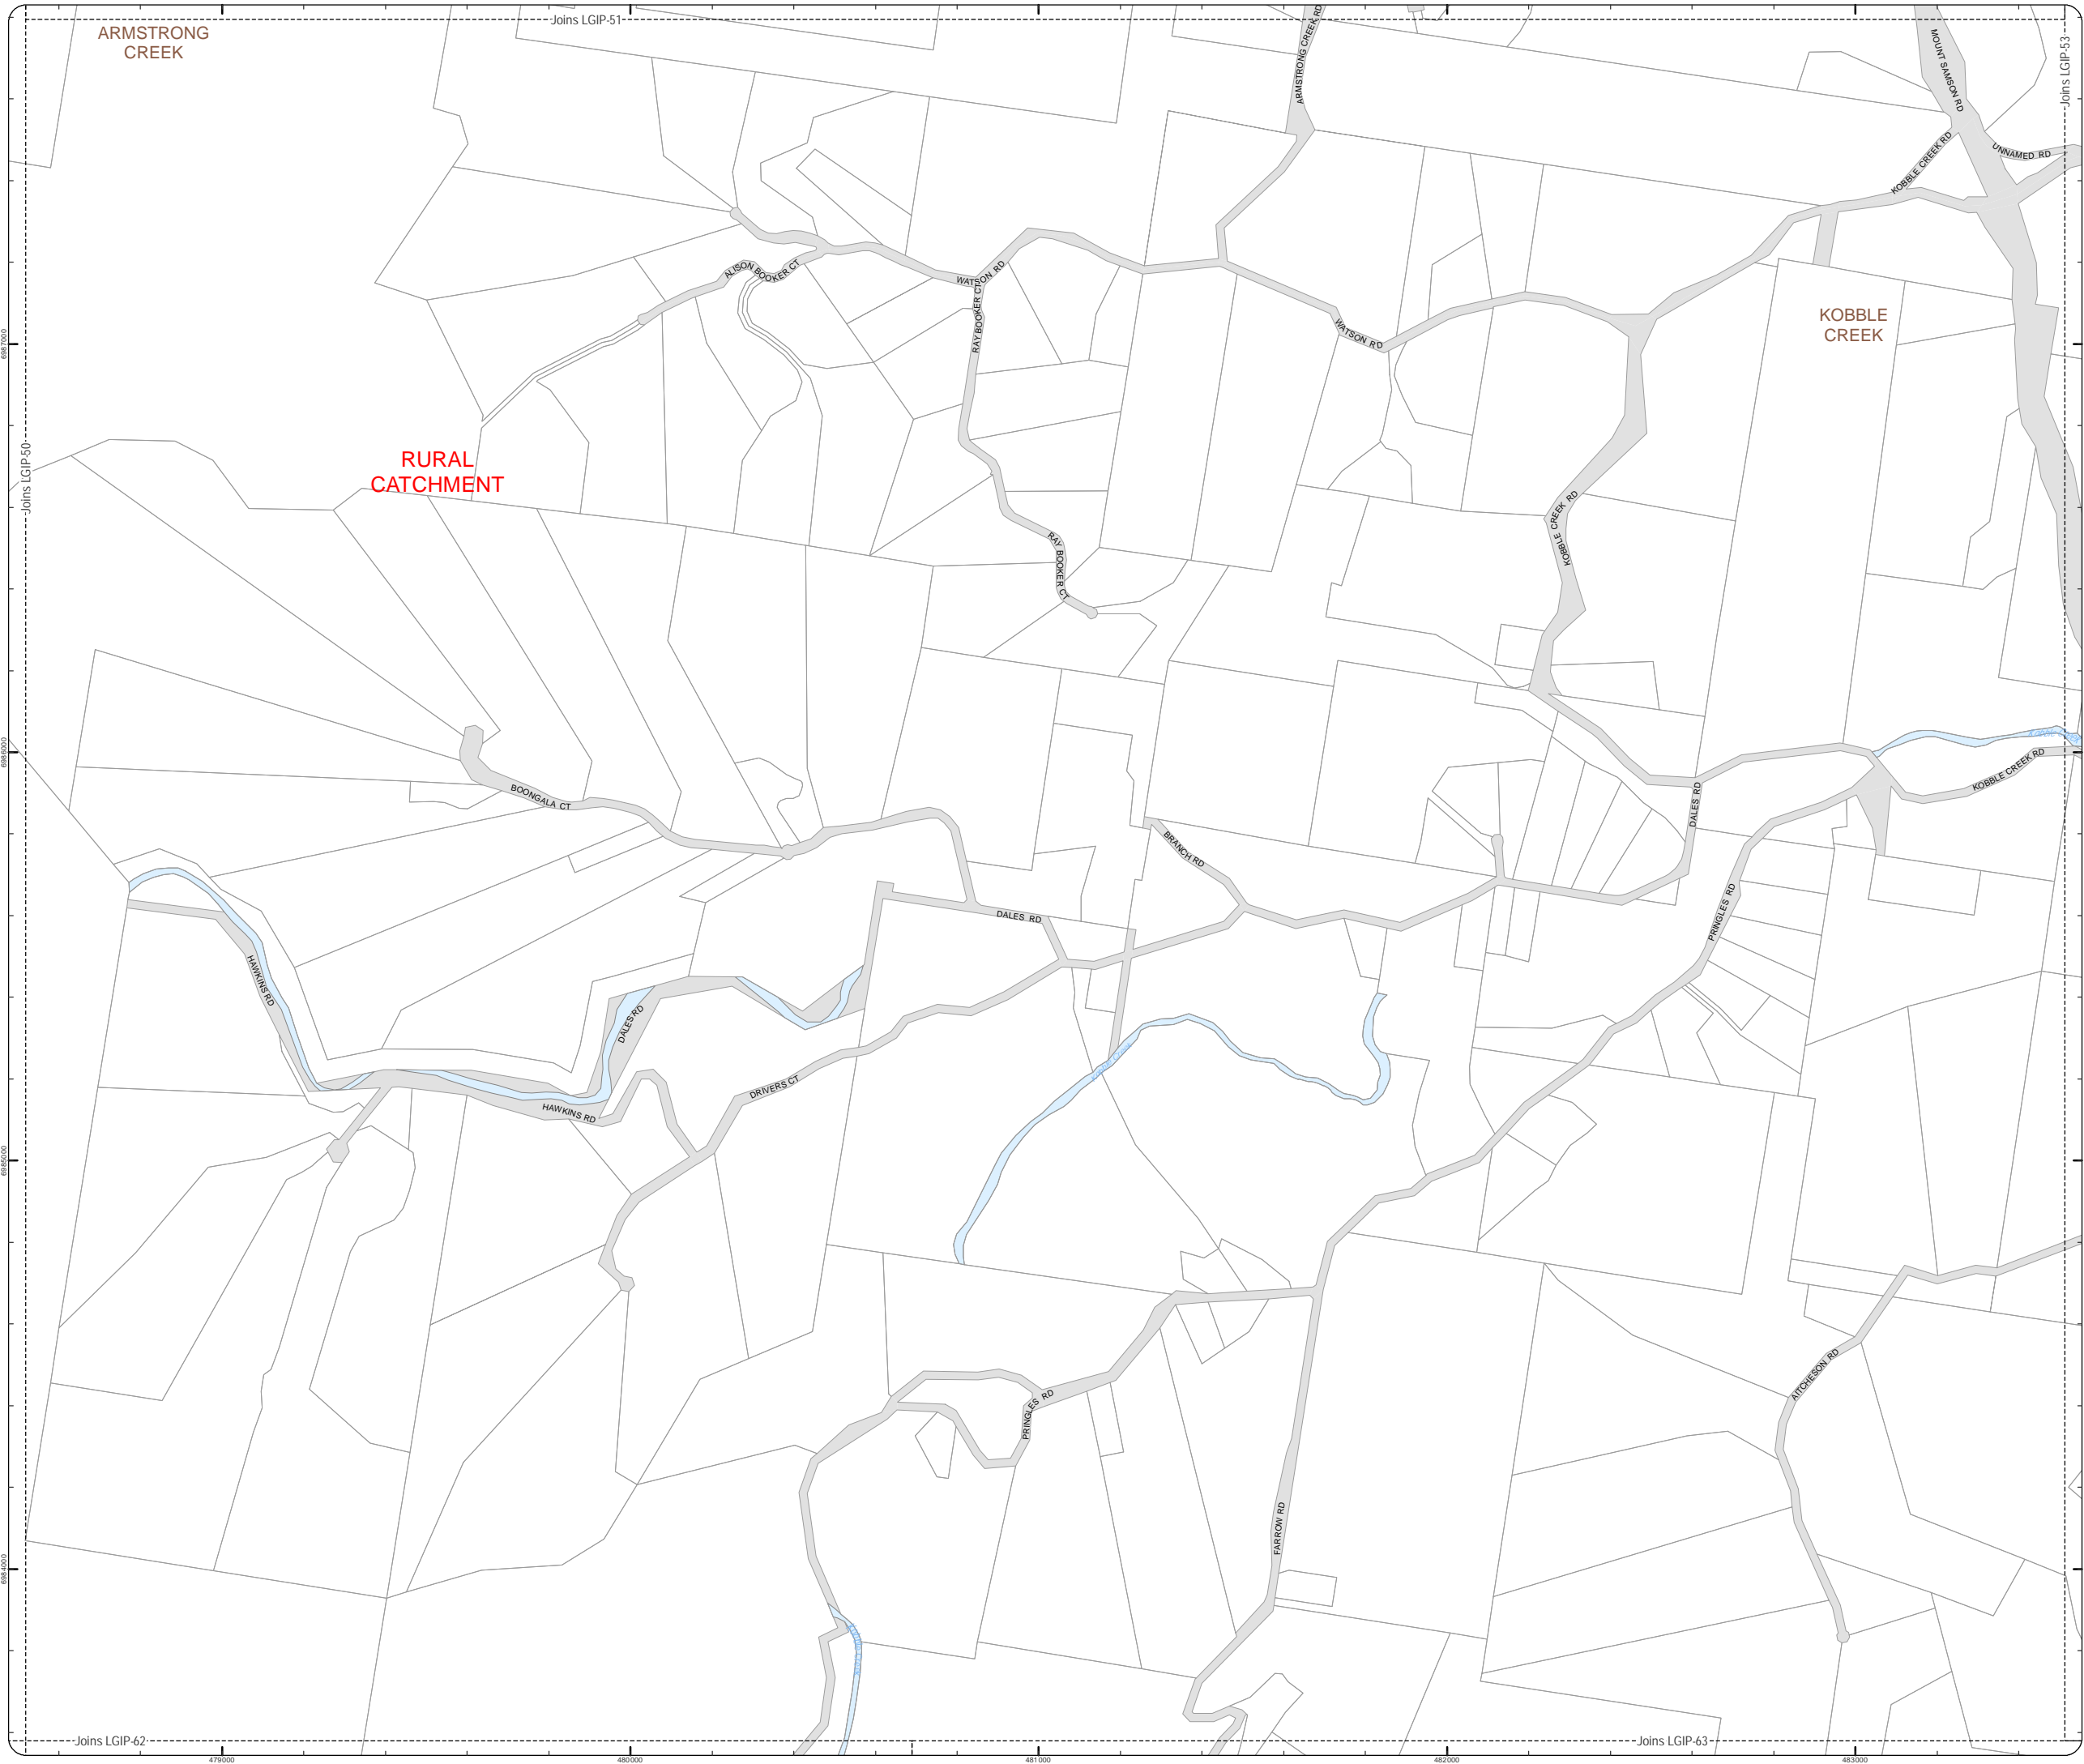 Joins LGIP-51
ARMSTRONG
CREEK
ARMSTRONG CREEK RD
MOUNT SAMSON RD
Joins LGIP-53
KOBBLE CREEK RD
UNNAMED RD
ALISON BOOKER CT
WATSON RD
RAY BOOKER CT
WATSON RD
KOBBLE
CREEK
6987000
Joins LGIP-50
RURAL
CATCHMENT
KOBBLE CREEK RD
RAY BOOKER CT
6986000
KOBBLE CREEK RD
BOONGALA CT
DALES RD
BRANCH RD
PRINGLES RD
DALES RD
HAWKINS RD
DALES RD
DRIVERS CT
HAWKINS RD
6985000
AITCHESON RD
PRINGLES RD
FARROW RD
6984000
Joins LGIP-62
Joins LGIP-63
479000
480000
481000
482000
483000